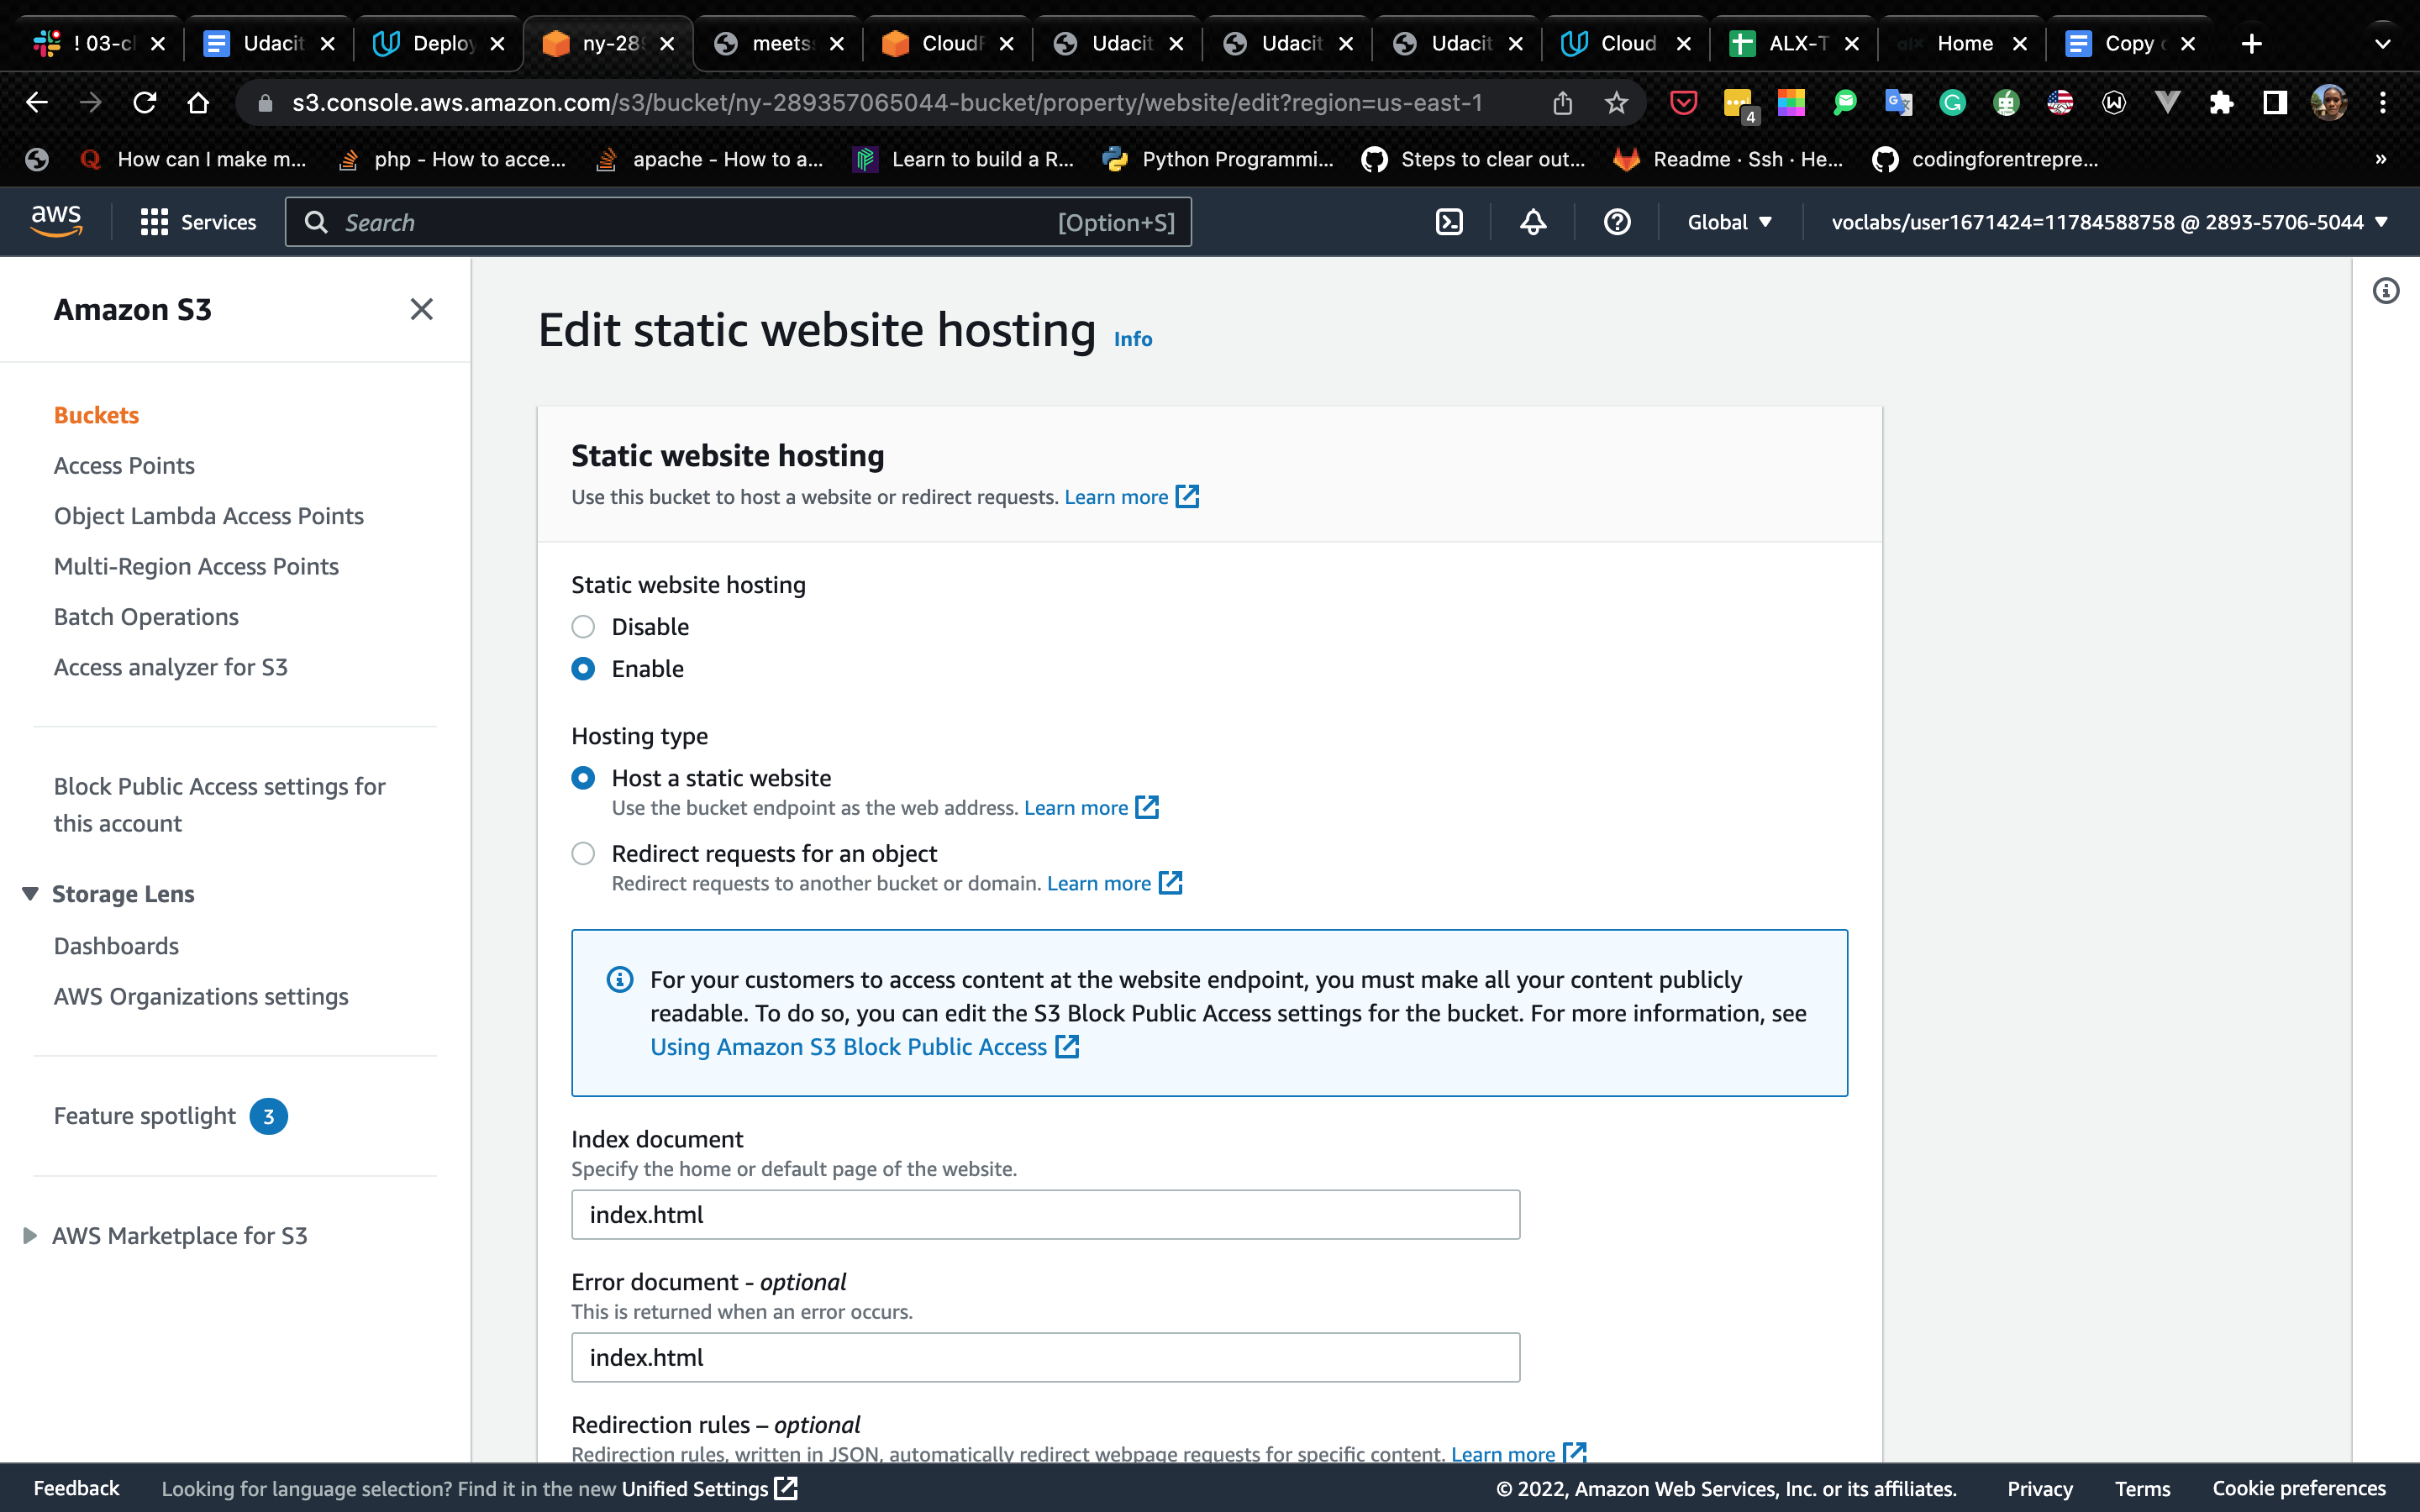 ! 03-c
Udacit
Deploy
ny-289
meets
CloudF
Udacit
Udacit
Udacit
Cloud
ALX-T
Home
Copy
s3.console.aws.amazon.com/s3/bucket/ny-289357065044-bucket/property/website/edit?region=us-east-1
4
How can I make m...
php - How to acce...
apache - How to a...
Learn to build a R...
Python Programmi...
Steps to clear out...
Readme · Ssh · He...
codingforentrepre...
»
aws
Services
Search
[Option+S]
Global
voclabs/user1671424=11784588758 @ 2893-5706-5044
Amazon S3
Buckets
Access Points
Object Lambda Access Points
Multi-Region Access Points
Batch Operations
Access analyzer for S3
Block Public Access settings for
this account
Storage Lens
Dashboards
AWS Organizations settings
Feature spotlight 3
AWS Marketplace for S3
Edit static website hosting Info
Static website hosting
Use this bucket to host a website or redirect requests. Learn more
Static website hosting
Disable
Enable
Hosting type
Host a static website
Use the bucket endpoint as the web address. Learn more
Redirect requests for an object
Redirect requests to another bucket or domain. Learn more
For your customers to access content at the website endpoint, you must make all your content publicly
readable. To do so, you can edit the S3 Block Public Access settings for the bucket. For more information, see
Using Amazon S3 Block Public Access
Index document
Specify the home or default page of the website.
index.html
Error document - optional
This is returned when an error occurs.
index.html
Redirection rules – optional
Redirection rules, written in JSON, automatically redirect webpage requests for specific content. Learn more
Feedback
Looking for language selection? Find it in the new Unified Settings
© 2022, Amazon Web Services, Inc. or its affiliates.
Privacy
Terms
Cookie preferences